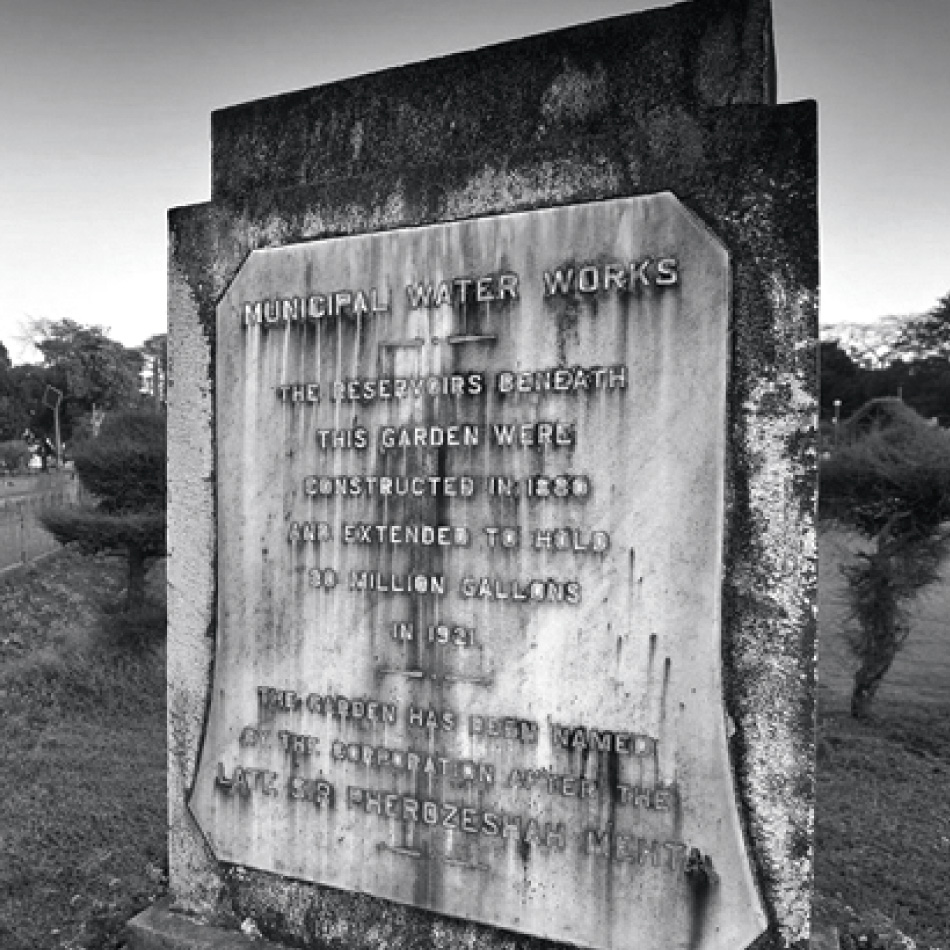 MUNICIPAL WATER WORKS
THE RESERVOIRS BENEATH
THIS GARDEN WERE
CONSTRUCTED IN 1880
AND EXTENDED TO HOLD
30 MILLION GALLONS
IN 1921.
THE GARDEN HAS BEEN NAMED
BY THE CORPORATION AFTER THE
LATE SIR PHEROZESHAH MEHTA